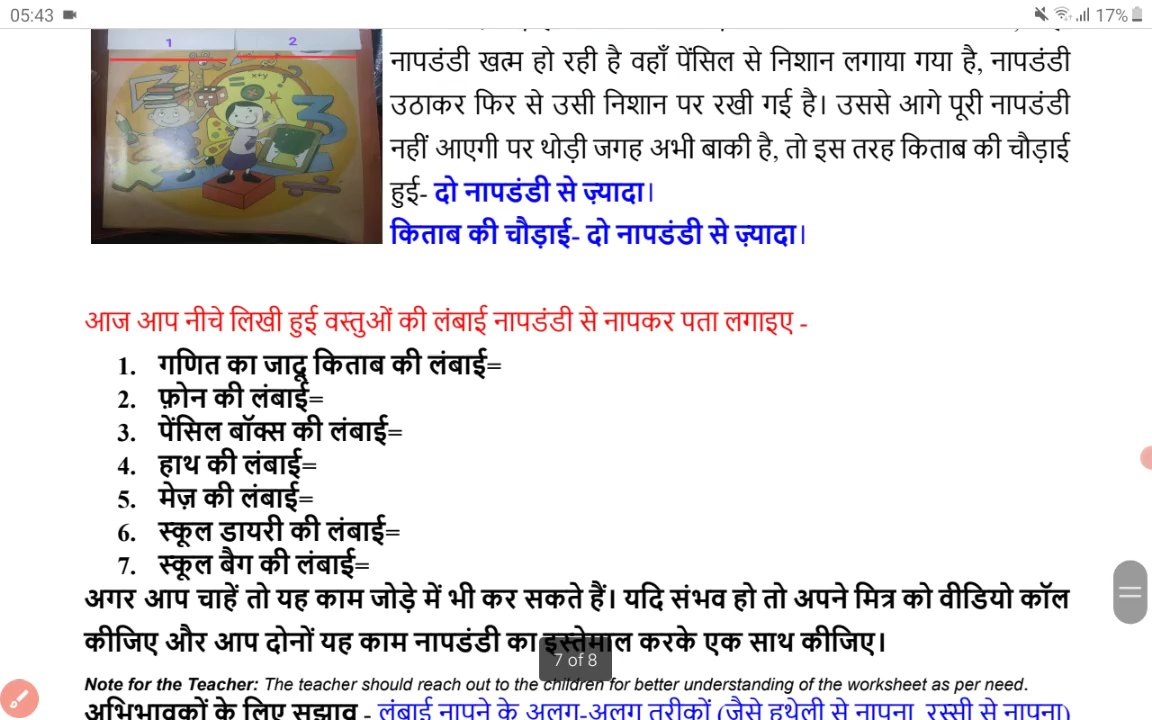 05:43
17%
1 2
x+y
नापडंडी खत्म हो रही है वहाँ पेंसिल से निशान लगाया गया है, नापडंडी
उठाकर फिर से उसी निशान पर रखी गई है। उससे आगे पूरी नापडंडी
नहीं आएगी पर थोड़ी जगह अभी बाकी है, तो इस तरह किताब की चौड़ाई
हुई- दो नापडंडी से ज़्यादा।
किताब की चौड़ाई- दो नापडंडी से ज़्यादा।
आज आप नीचे लिखी हुई वस्तुओं की लंबाई नापडंडी से नापकर पता लगाइए -
1. गणित का जादू किताब की लंबाई=
2. फ़ोन की लंबाई=
3. पेंसिल बॉक्स की लंबाई=
4. हाथ की लंबाई=
5. मेज़ की लंबाई=
6. स्कूल डायरी की लंबाई=
7. स्कूल बैग की लंबाई=
अगर आप चाहें तो यह काम जोड़े में भी कर सकते हैं। यदि संभव हो तो अपने मित्र को वीडियो कॉल
कीजिए और आप दोनों यह काम नापडंडी का इस्तेमाल करके एक साथ कीजिए।
7 of 8
Note for the Teacher: The teacher should reach out to the children for better understanding of the worksheet as per need.
अभिभावकों के लिए सुझाव - लंबाई नापने के अलग-अलग तरीकों (जैसे हथेली से नापना, रस्सी से नापना)